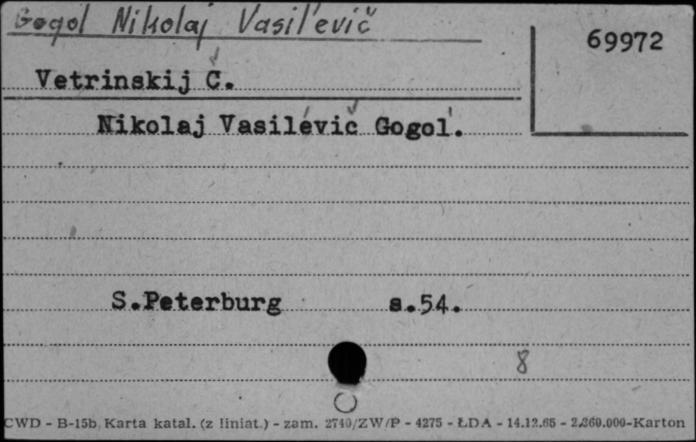 Gogol Nikolaj Vasil'evič
69972
Vetrinskij Č.
Nikolaj Vasilévič Gogol'.
S.Peterburg s.54.
8
CWD - B-15b Karta katal. (z liniat.) - zam. 2740/ZW/P - 4275 - ŁDA - 14.12.65 - 2.360.000-Karton